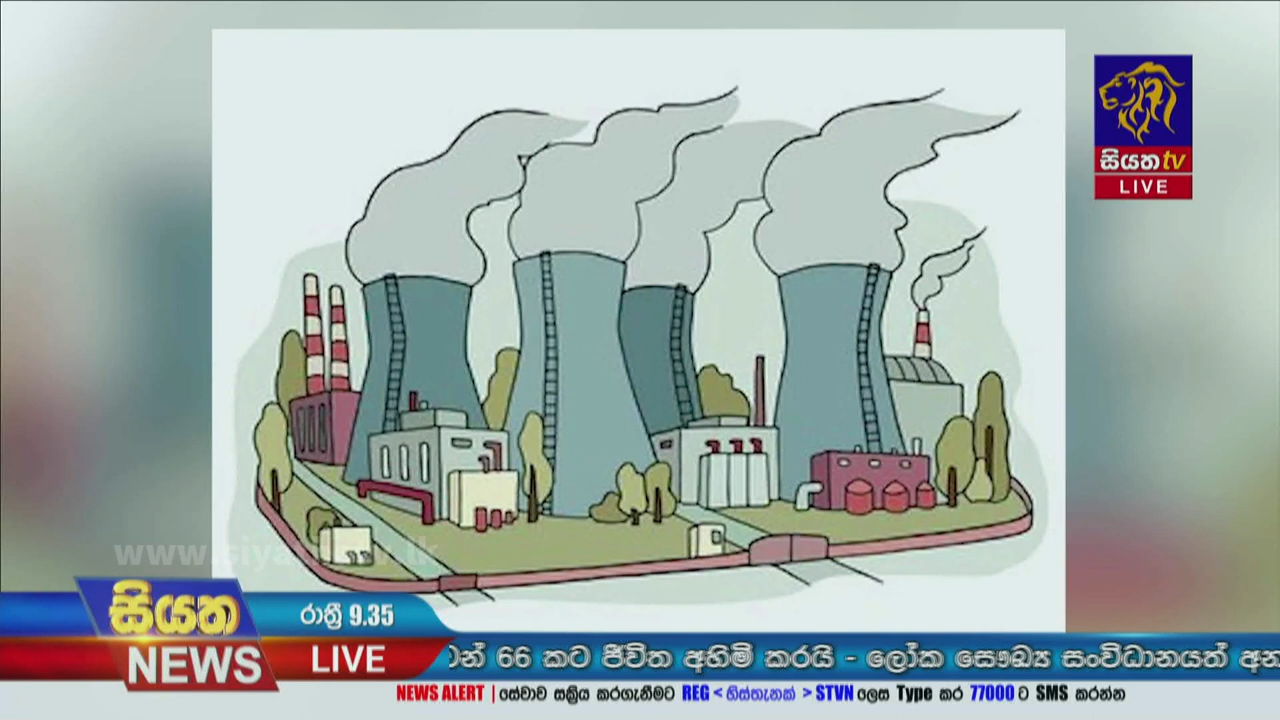 සියත tv
LIVE
සියත
NEWS
රාත්‍රී 9.35
LIVE
66 කට ජීවිත අහිමි කරයි - ලෝක සෞඛ්‍ය සංවිධානයත්
NEWS ALERT | සේවාව සක්‍රිය කරගැනීමට REG < හිස්තැනක් > STVN ලෙස Type කර 77000 ට SMS කරන්න